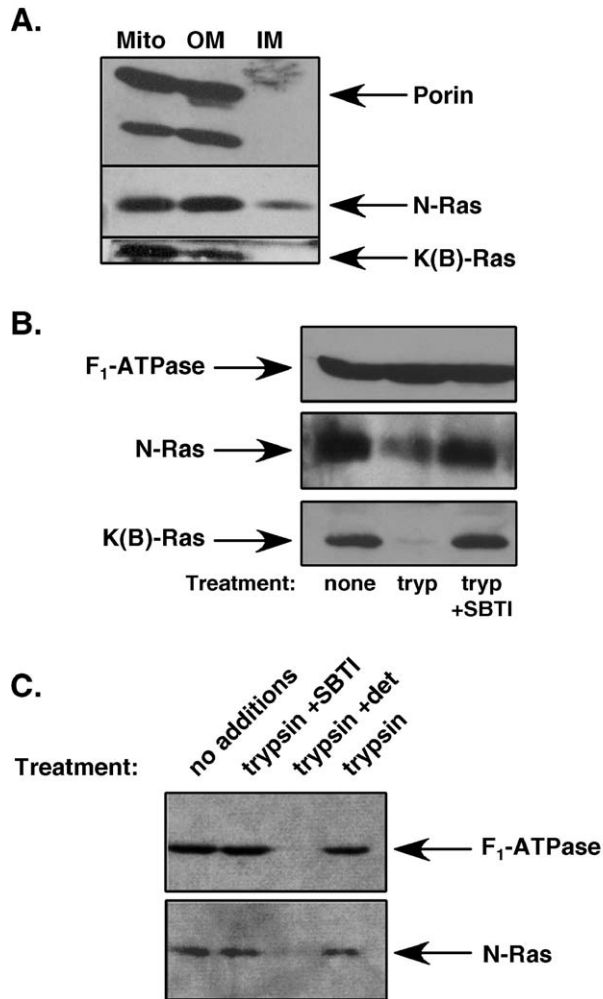 A.
Mito OM IM
Porin
N-Ras
K(B)-Ras
B.
F₁-ATPase
N-Ras
K(B)-Ras
Treatment: none tryp tryp
+SBTI
C.
Treatment: no additions trypsin +SBTI trypsin +det trypsin
F₁-ATPase
N-Ras